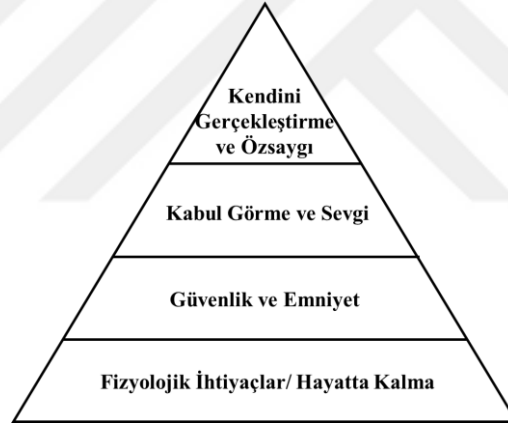 Kendini
Gerçekleştirme
ve Özsaygı
Kabul Görme ve Sevgi
Güvenlik ve Emniyet
Fizyolojik İhtiyaçlar/ Hayatta Kalma